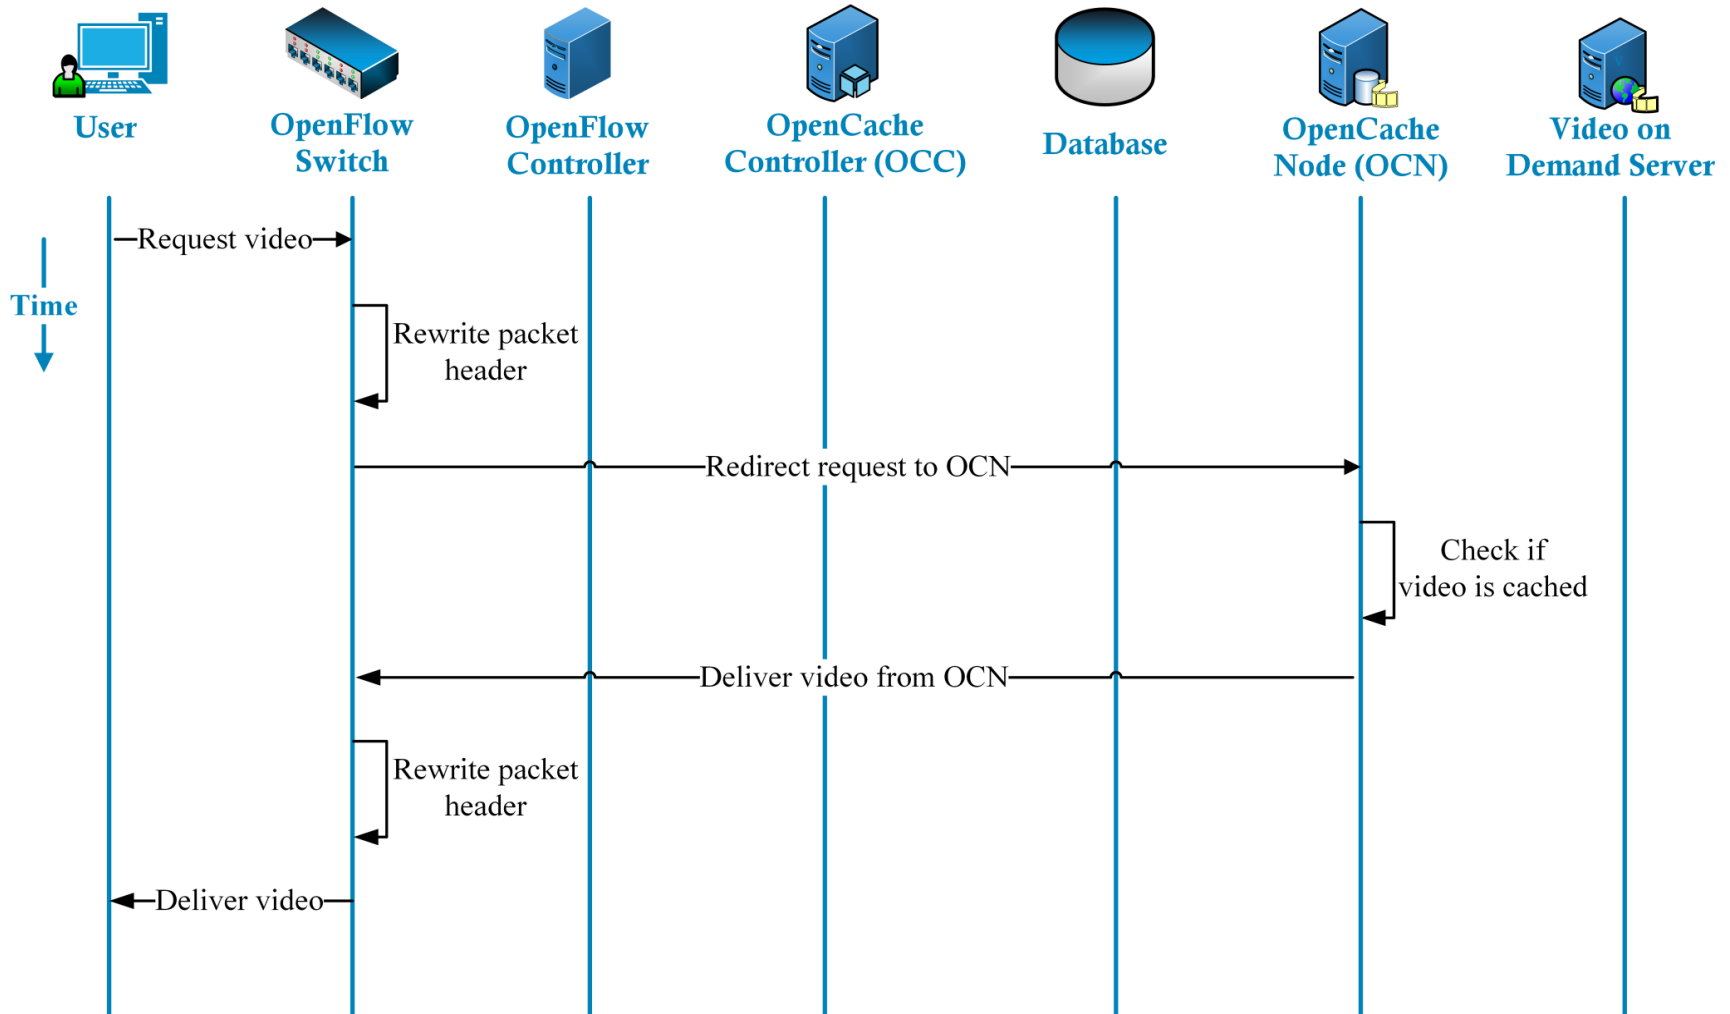 User
OpenFlow
Switch
OpenFlow
Controller
OpenCache
Controller (OCC)
Database
OpenCache
Node (OCN)
Video on
Demand Server
Request video
Time
Rewrite packet
header
Redirect request to OCN
Check if
video is cached
Deliver video from OCN
Rewrite packet
header
Deliver video